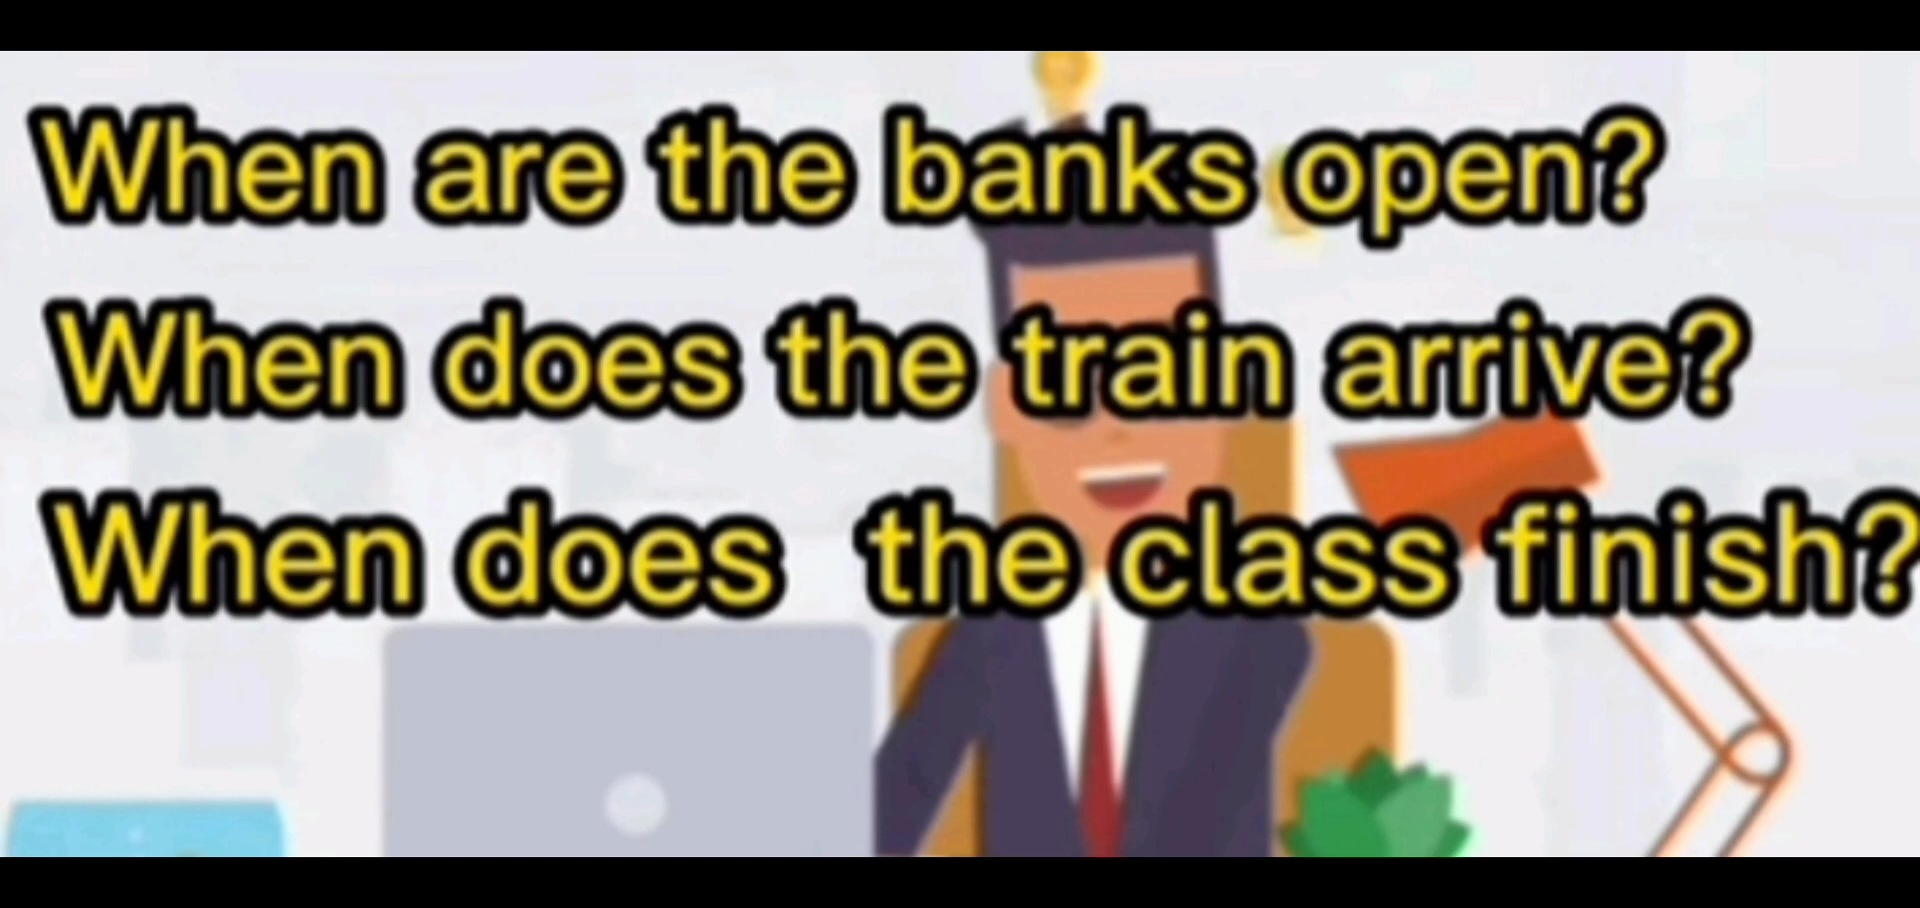 When are the banks open?
When does the train arrive?
When does the class finish?